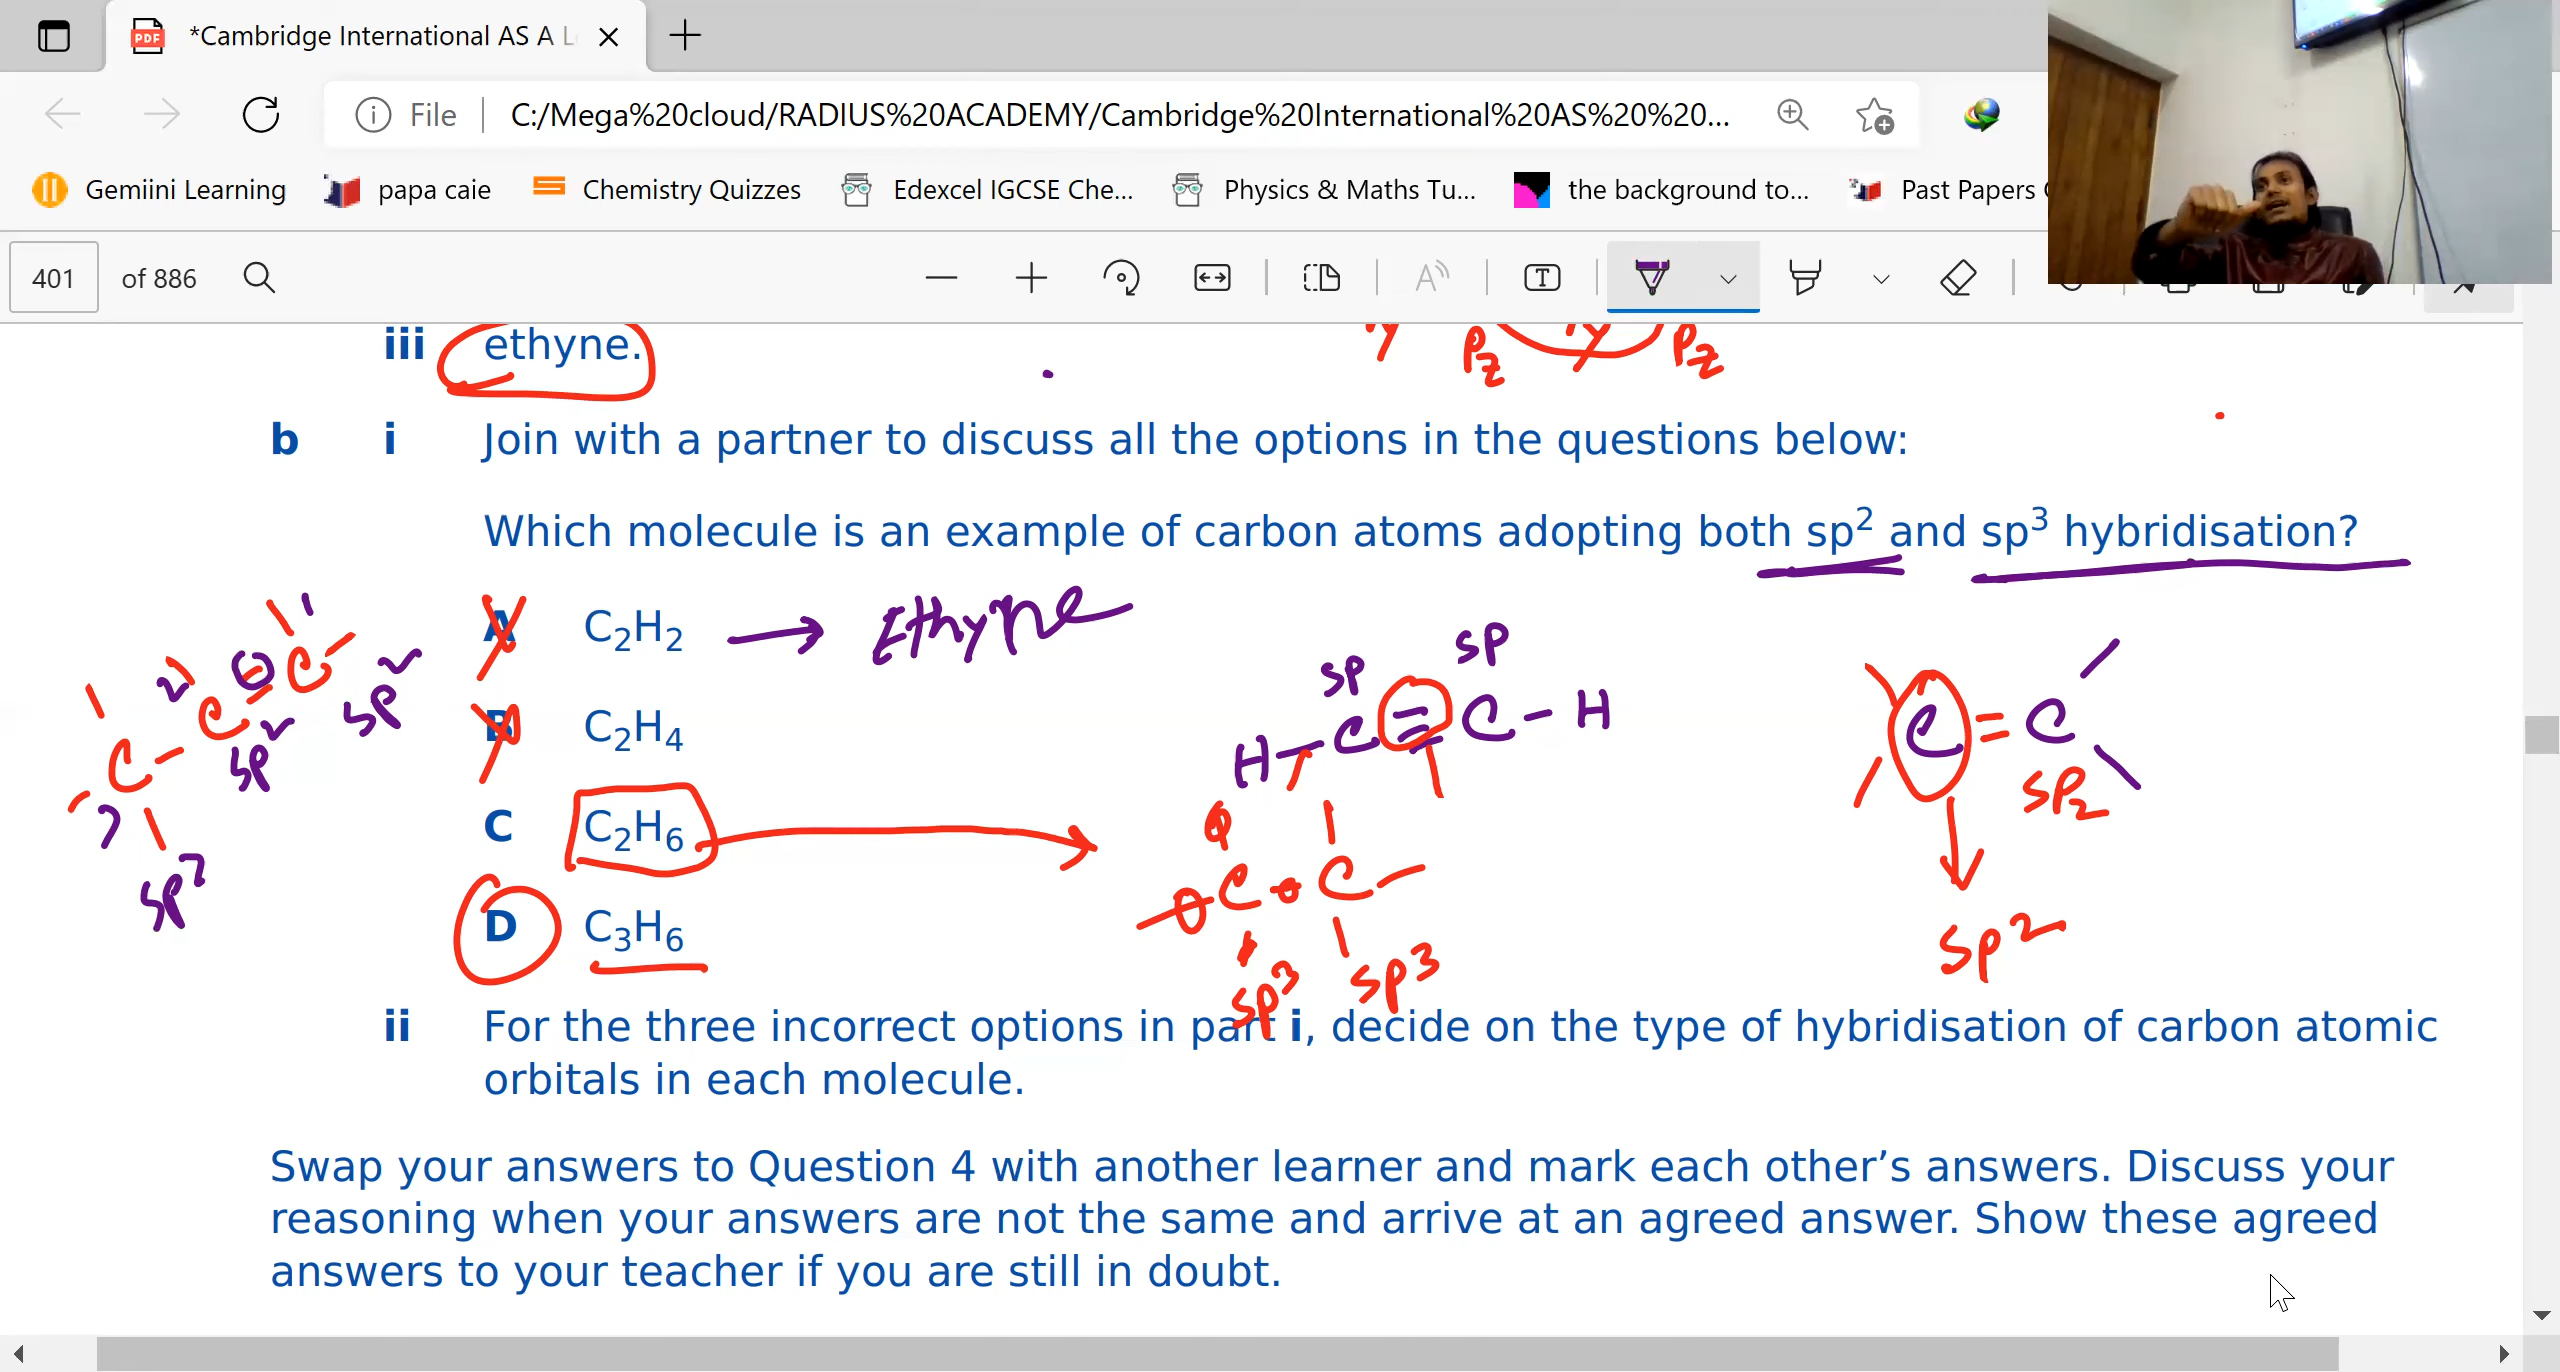 *Cambridge International AS A L
File C:/Mega%20cloud/RADIUS%20ACADEMY/Cambridge%20International%20AS%20%20...
Gemiini Learning papa caie Chemistry Quizzes Edexcel IGCSE Che... Physics & Maths Tu... the background to... Past Papers
401 of 886
iii ethyne.
y Pz y Pz
b i Join with a partner to discuss all the options in the questions below:
Which molecule is an example of carbon atoms adopting both sp² and sp³ hybridisation?
A C₂H₂ → Ethyne
sp sp
B C₂H₄
H-C≡C-H
C=C
sp2
C C₂H₆
C C
sp3 sp3
sp2
D C₃H₆
C-C=C
sp2 sp2
ii For the three incorrect options in part i, decide on the type of hybridisation of carbon atomic
orbitals in each molecule.
Swap your answers to Question 4 with another learner and mark each other’s answers. Discuss your
reasoning when your answers are not the same and arrive at an agreed answer. Show these agreed
answers to your teacher if you are still in doubt.